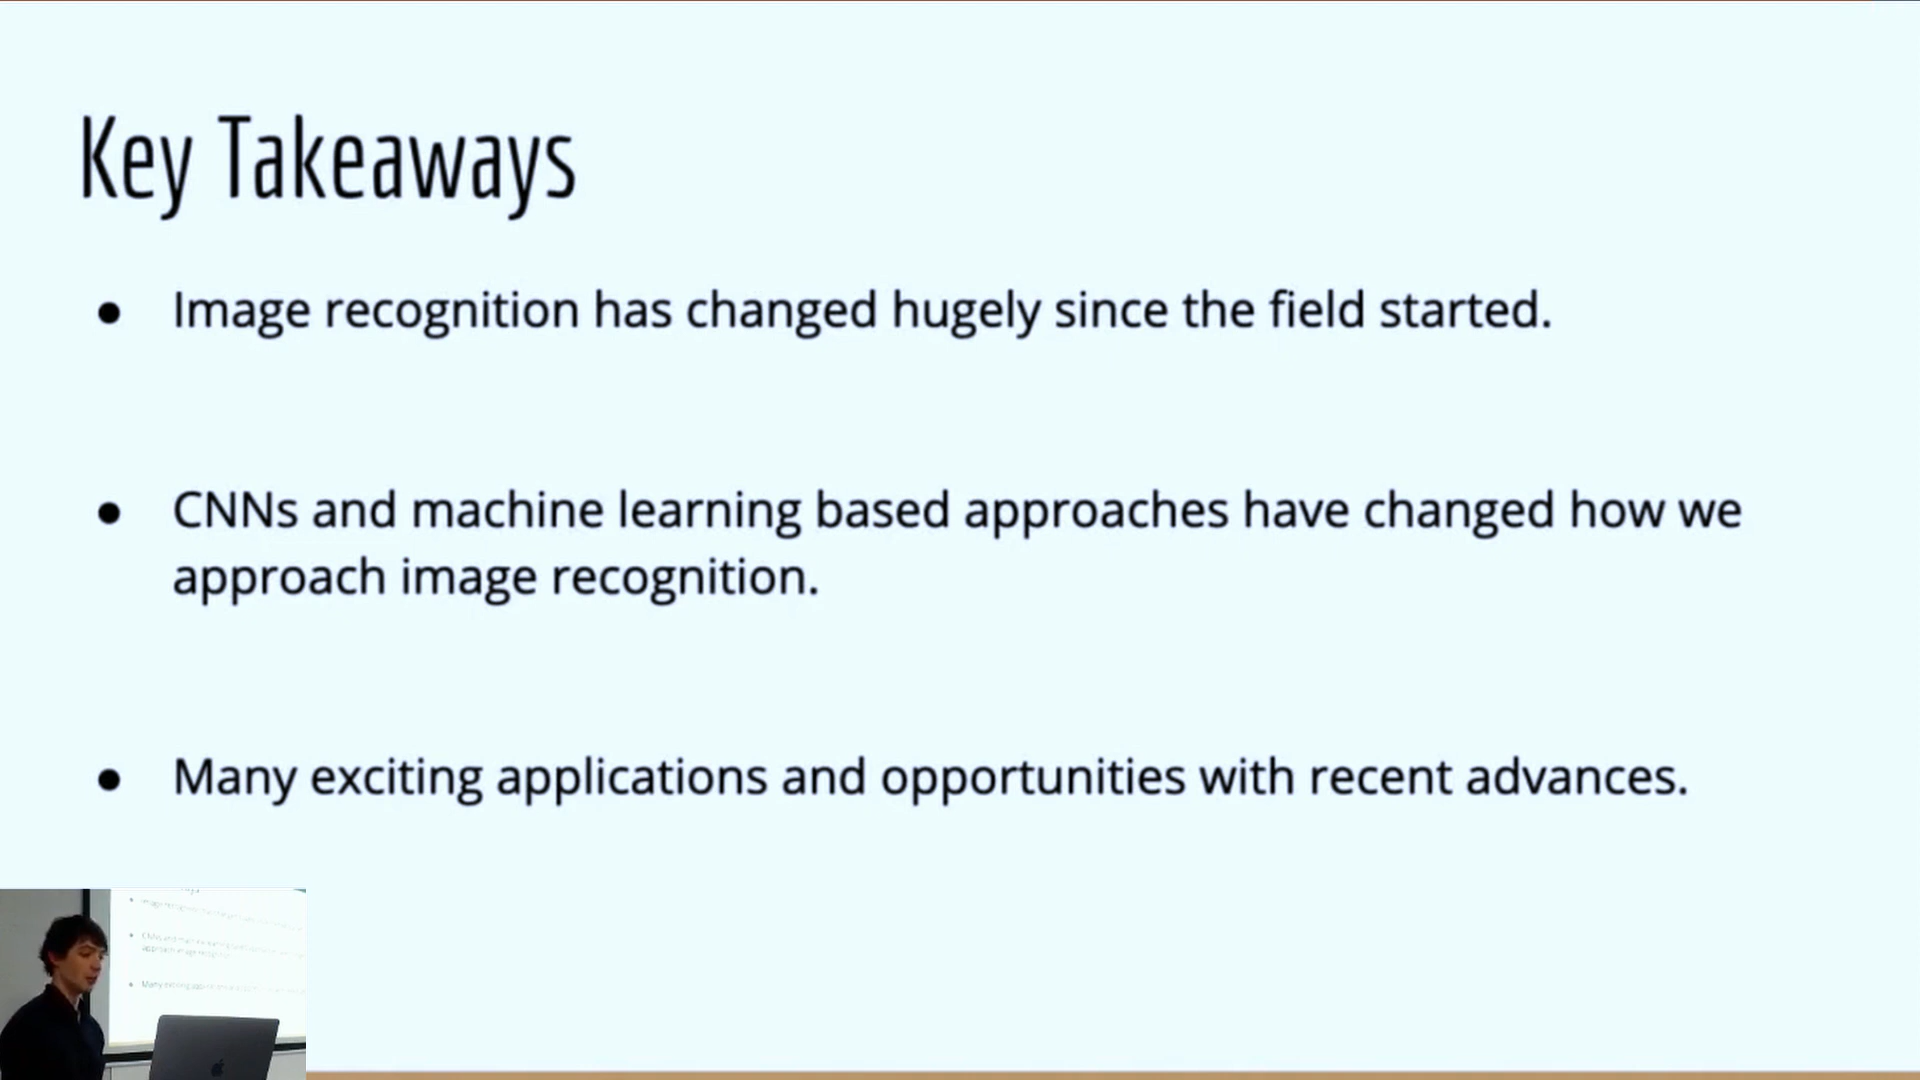 Key Takeaways
● Image recognition has changed hugely since the field started.
● CNNs and machine learning based approaches have changed how we
approach image recognition.
● Many exciting applications and opportunities with recent advances.